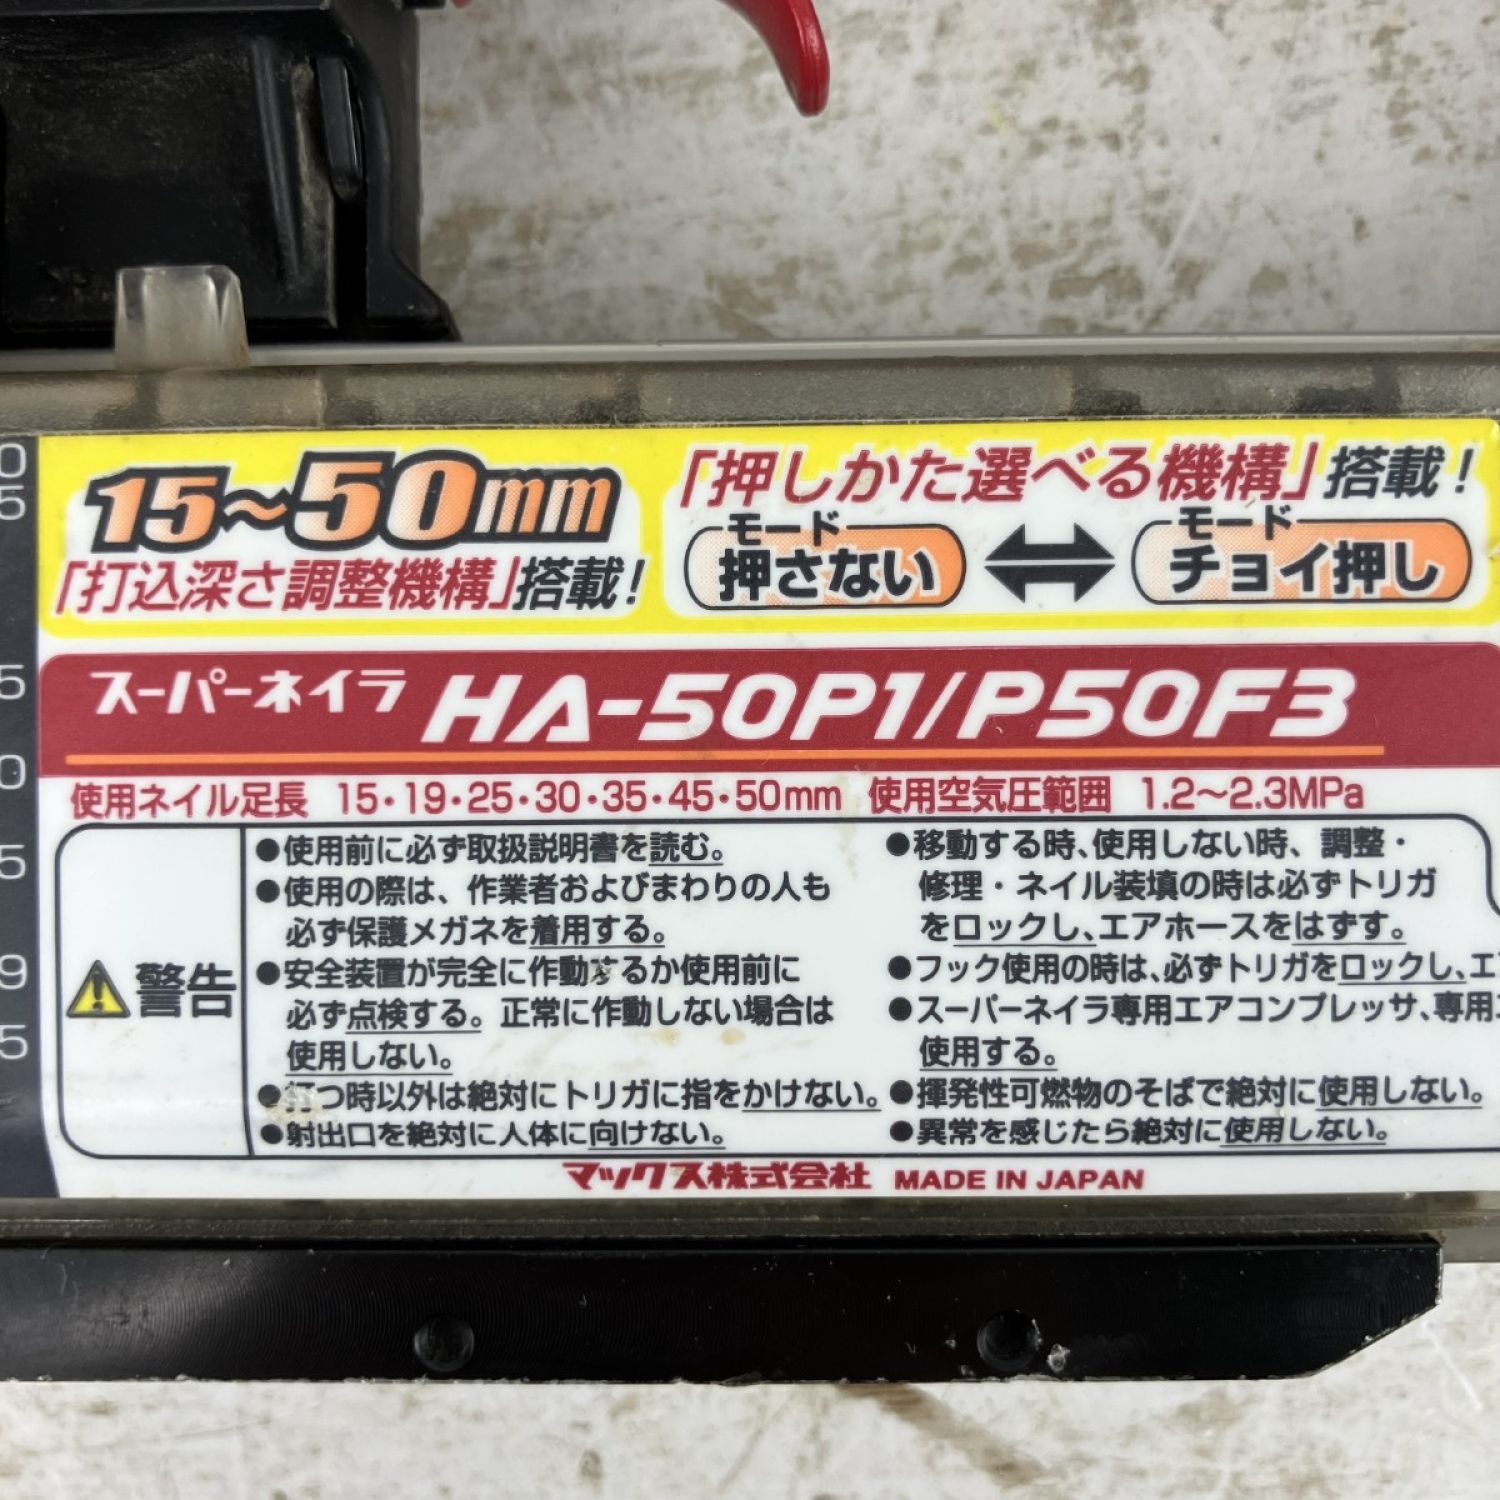 15～50mm
「打込深さ調整機構」搭載!
「押しかた選べる機構」搭載!
モード
押さない
モード
チョイ押し
スーパーネイラ HA-50P1/P50F3
使用ネイル足長 15・19・25・30・35・45・50mm 使用空気圧範囲 1.2～2.3MPa
警告
●使用前に必ず取扱説明書を読む。
●使用の際は、作業者およびまわりの人も
必ず保護メガネを着用する。
●安全装置が完全に作動するか使用前に
必ず点検する。正常に作動しない場合は
使用しない。
●打つ時以外は絶対にトリガに指をかけない。
●射出口を絶対に人体に向けない。
●移動する時、使用しない時、調整・
修理・ネイル装填の時は必ずトリガ
をロックし、エアホースをはずす。
●フック使用の時は、必ずトリガをロックし、エ
●スーパーネイラ専用エアコンプレッサ、専用
使用する。
●揮発性可燃物のそばで絶対に使用しない。
●異常を感じたら絶対に使用しない。
マックス株式会社 MADE IN JAPAN
0
5
5
0
5
9
5